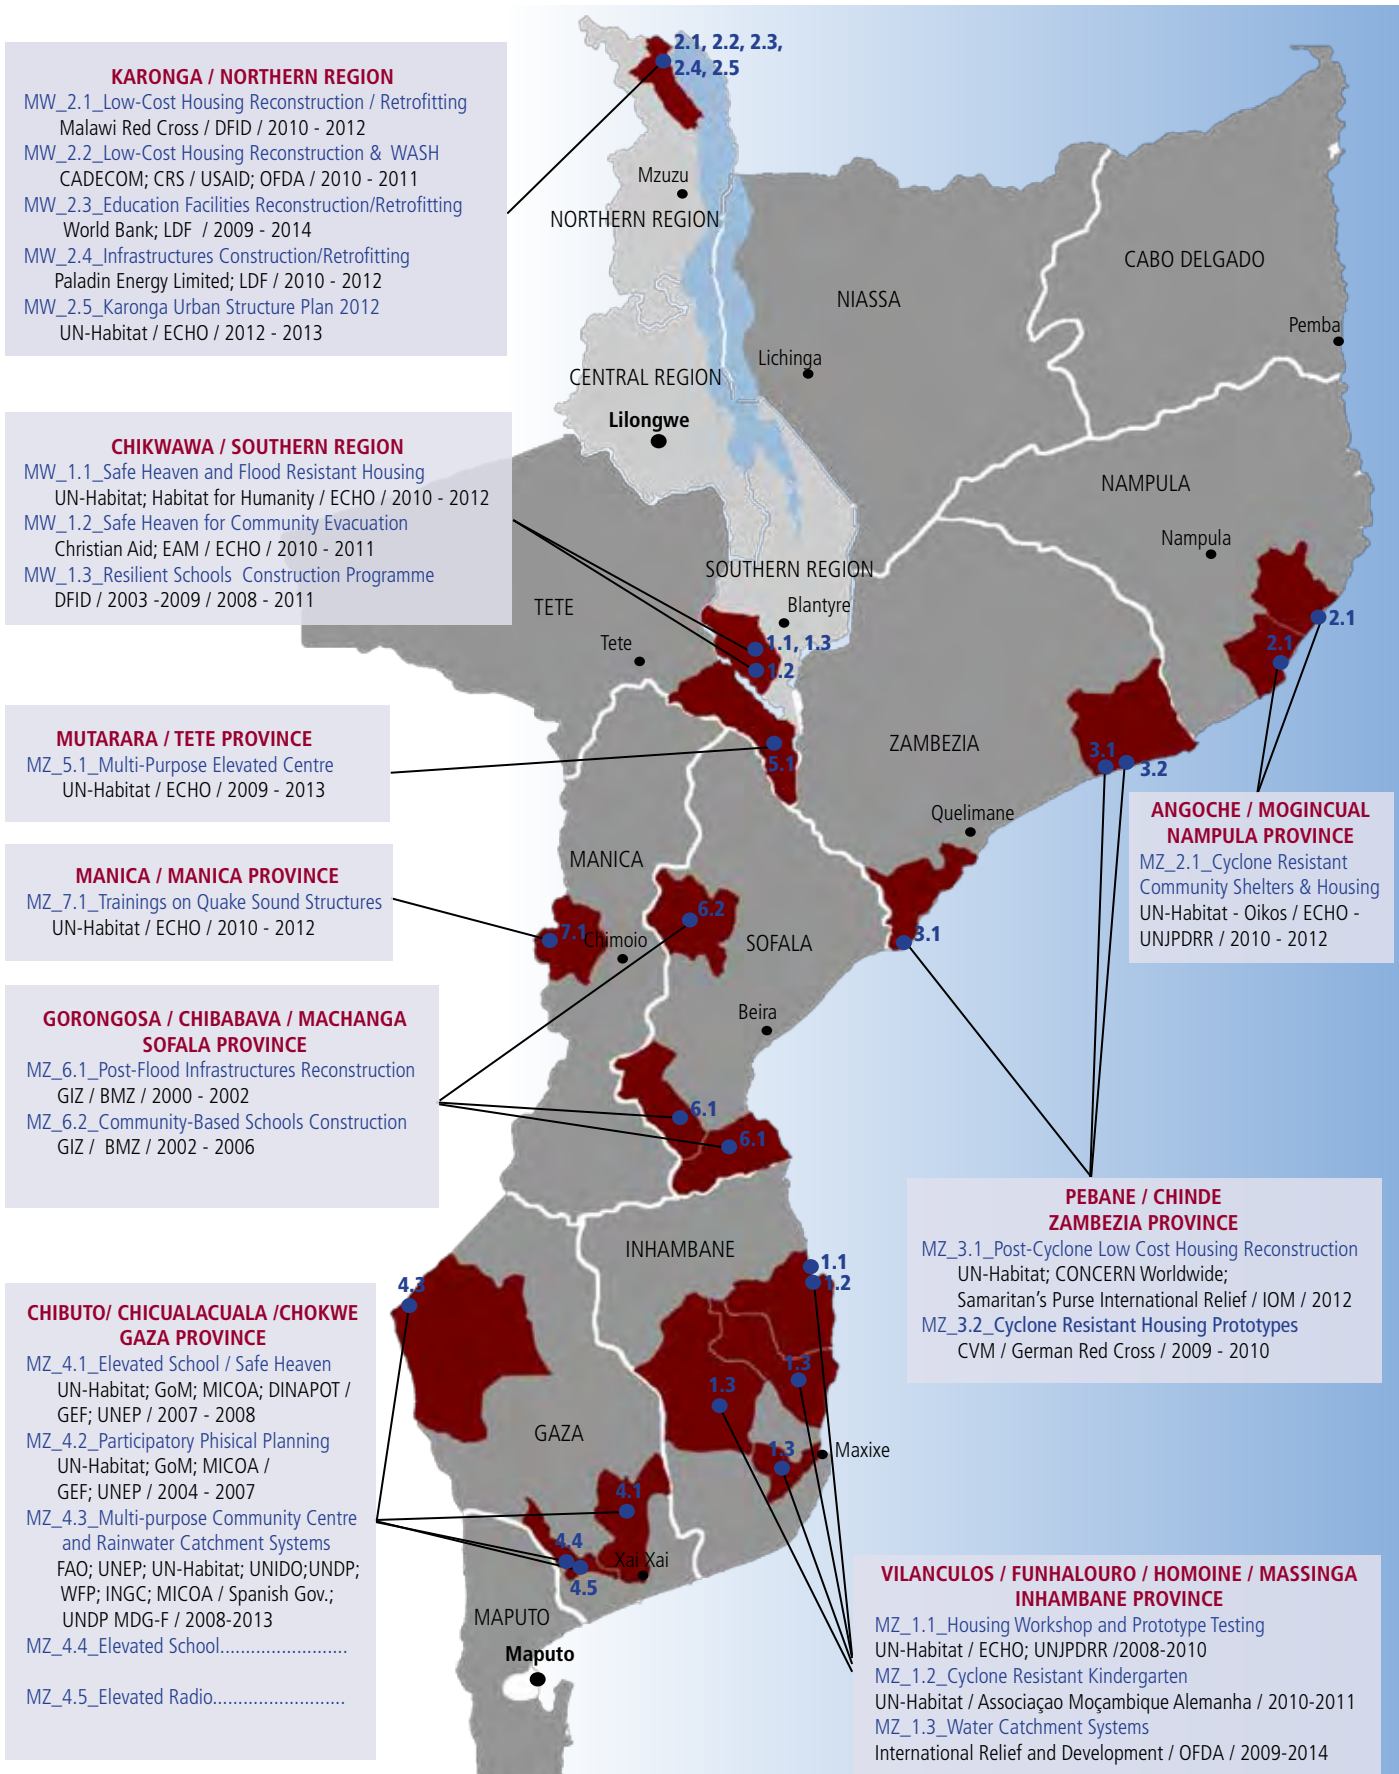 KARONGA / NORTHERN REGION
MW_2.1_Low-Cost Housing Reconstruction / Retrofitting
Malawi Red Cross / DFID / 2010 - 2012
MW_2.2_Low-Cost Housing Reconstruction & WASH
CADECOM; CRS / USAID; OFDA / 2010 - 2011
MW_2.3_Education Facilities Reconstruction/Retrofitting
World Bank; LDF / 2009 - 2014
MW_2.4_Infrastructures Construction/Retrofitting
Paladin Energy Limited; LDF / 2010 - 2012
MW_2.5_Karonga Urban Structure Plan 2012
UN-Habitat / ECHO / 2012 - 2013
CHIKWAWA / SOUTHERN REGION
MW_1.1_Safe Heaven and Flood Resistant Housing
UN-Habitat; Habitat for Humanity / ECHO / 2010 - 2012
MW_1.2_Safe Heaven for Community Evacuation
Christian Aid; EAM / ECHO / 2010 - 2011
MW_1.3_Resilient Schools Construction Programme
DFID / 2003 -2009 / 2008 - 2011
MUTARARA / TETE PROVINCE
MZ_5.1_Multi-Purpose Elevated Centre
UN-Habitat / ECHO / 2009 - 2013
MANICA / MANICA PROVINCE
MZ_7.1_Trainings on Quake Sound Structures
UN-Habitat / ECHO / 2010 - 2012
GORONGOSA / CHIBABAVA / MACHANGA
SOFALA PROVINCE
MZ_6.1_Post-Flood Infrastructures Reconstruction
GIZ / BMZ / 2000 - 2002
MZ_6.2_Community-Based Schools Construction
GIZ / BMZ / 2002 - 2006
CHIBUTO/ CHICUALACUALA /CHOKWE
GAZA PROVINCE
MZ_4.1_Elevated School / Safe Heaven
UN-Habitat; GoM; MICOA; DINAPOT /
GEF; UNEP / 2007 - 2008
MZ_4.2_Participatory Phisical Planning
UN-Habitat; GoM; MICOA /
GEF; UNEP / 2004 - 2007
MZ_4.3_Multi-purpose Community Centre
and Rainwater Catchment Systems
FAO; UNEP; UN-Habitat; UNIDO;UNDP;
WFP; INGC; MICOA / Spanish Gov.;
UNDP MDG-F / 2008-2013
MZ_4.4_Elevated School.........................
MZ_4.5_Elevated Radio..........................
2.1, 2.2, 2.3,
2.4, 2.5
Mzuzu
NORTHERN REGION
CABO DELGADO
NIASSA
Pemba
Lichinga
CENTRAL REGION
Lilongwe
NAMPULA
Nampula
SOUTHERN REGION
TETE
Blantyre
2.1
Tete
1.1, 1.3
2.1
1.2
ZAMBEZIA
3.1
5.1
3.2
Quelimane
MANICA
6.2
7.1
Chimoio
SOFALA
3.1
Beira
6.1
6.1
INHAMBANE
1.1
4.3
1.2
1.3
1.3
GAZA
1.3
Maxixe
4.1
4.4
Xai Xai
4.5
MAPUTO
Maputo
ANGOCHE / MOGINCUAL
NAMPULA PROVINCE
MZ_2.1_Cyclone Resistant
Community Shelters & Housing
UN-Habitat - Oikos / ECHO -
UNJPDRR / 2010 - 2012
PEBANE / CHINDE
ZAMBEZIA PROVINCE
MZ_3.1_Post-Cyclone Low Cost Housing Reconstruction
UN-Habitat; CONCERN Worldwide;
Samaritan's Purse International Relief / IOM / 2012
MZ_3.2_Cyclone Resistant Housing Prototypes
CVM / German Red Cross / 2009 - 2010
VILANCULOS / FUNHALOURO / HOMOINE / MASSINGA
INHAMBANE PROVINCE
MZ_1.1_Housing Workshop and Prototype Testing
UN-Habitat / ECHO; UNJPDRR /2008-2010
MZ_1.2_Cyclone Resistant Kindergarten
UN-Habitat / Associaçao Moçambique Alemanha / 2010-2011
MZ_1.3_Water Catchment Systems
International Relief and Development / OFDA / 2009-2014